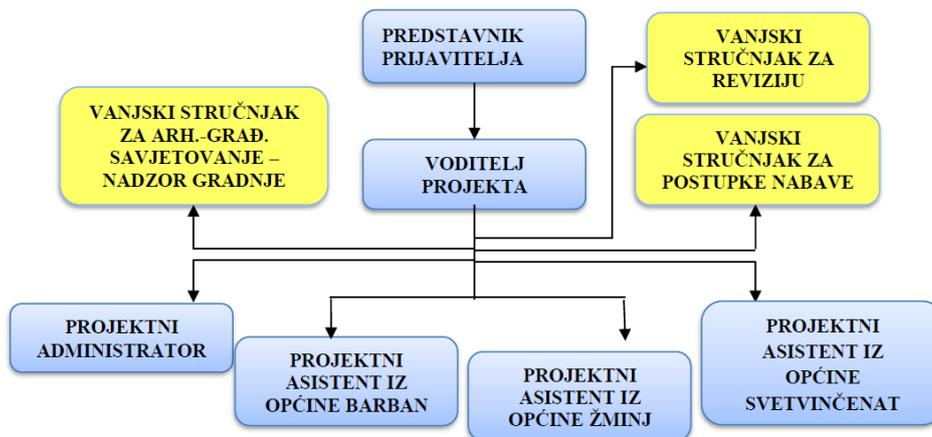 PREDSTAVNIK
PRIJAVITELJA
VANJSKI
STRUČNJAK ZA
REVIZIJU
VANJSKI STRUČNJAK
ZA ARH.-GRAĐ.
SAVJETOVANJE –
NADZOR GRADNJE
VODITELJ
PROJEKTA
VANJSKI
STRUČNJAK ZA
POSTUPKE NABAVE
PROJEKTNI
ADMINISTRATOR
PROJEKTNI
ASISTENT IZ
OPĆINE BARBAN
PROJEKTNI
ASISTENT IZ
OPĆINE ŽMINJ
PROJEKTNI
ASISTENT IZ
OPĆINE
SVETVINČENAT